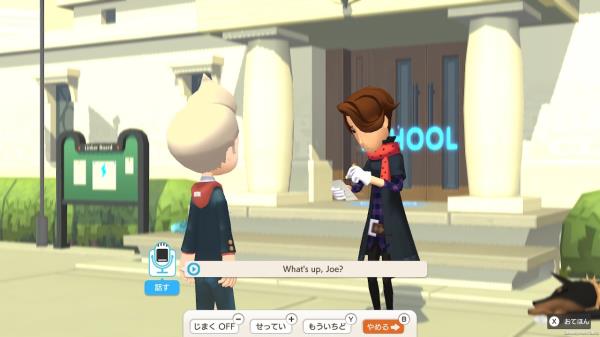 HOOL
Linker Board
What's up, Joe?
話す
じまく OFF −
せってい +
もういちど Y
やめる B
X おてほん